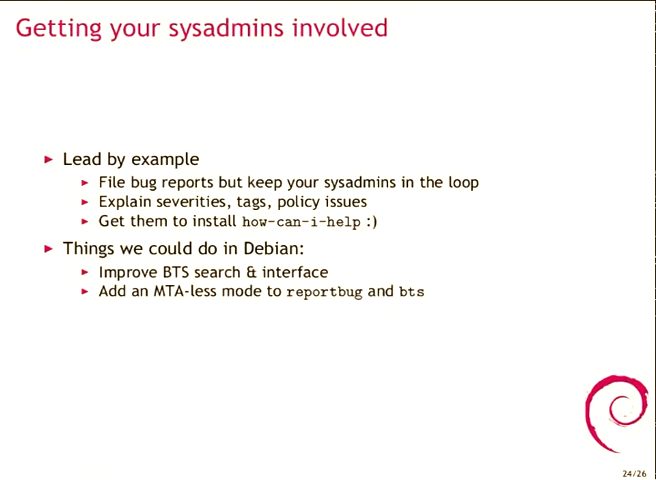 Getting your sysadmins involved
Lead by example
File bug reports but keep your sysadmins in the loop
Explain severities, tags, policy issues
Get them to install how-can-i-help :)
Things we could do in Debian:
Improve BTS search & interface
Add an MTA-less mode to reportbug and bts
24/26